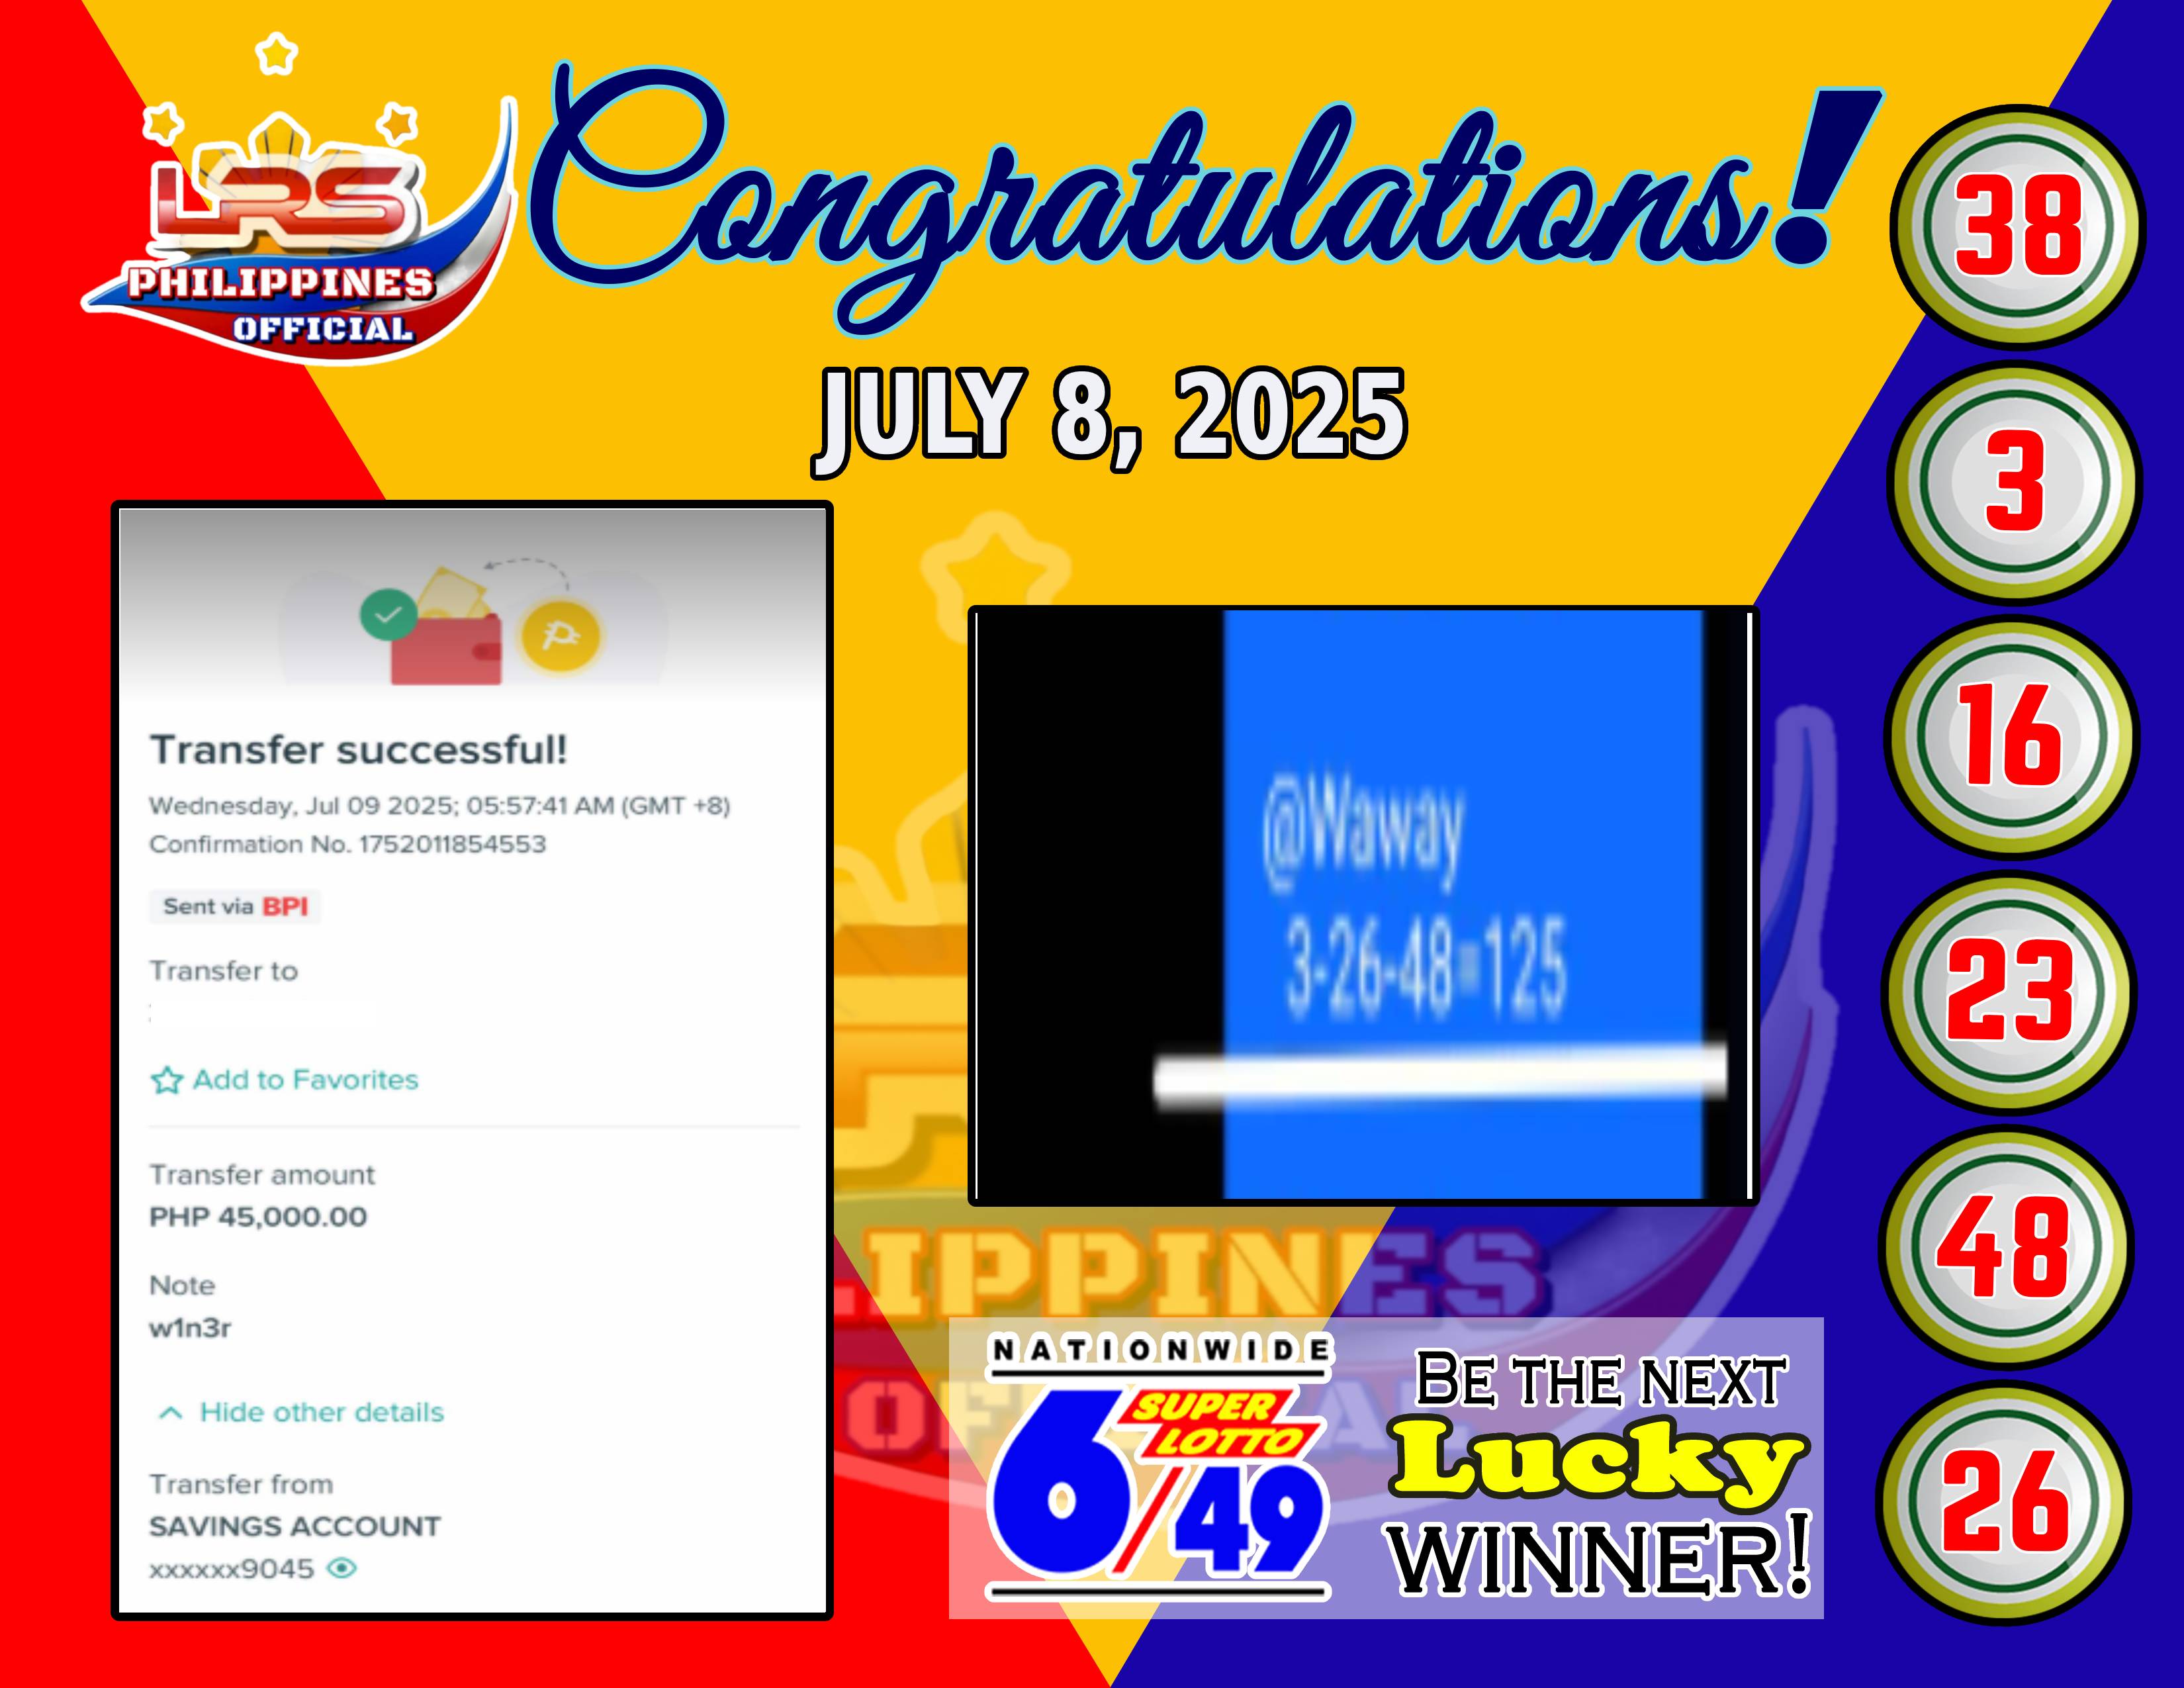 LRS
PHILIPPINES
OFFICIAL
Congratulations!
JULY 8, 2025
Transfer successful!
Wednesday, Jul 09 2025; 05:57:41 AM (GMT +8)
Confirmation No. 1752011854553
Sent via BPI
Transfer to
Add to Favorites
Transfer amount
PHP 45,000.00
Note
w1n3r
Hide other details
Transfer from
SAVINGS ACCOUNT
xxxxxx9045
@Waway
3-26-48=125
NATIONWIDE
SUPER
LOTTO
6/49
BE THE NEXT
Lucky
WINNER!
38
3
16
23
48
26